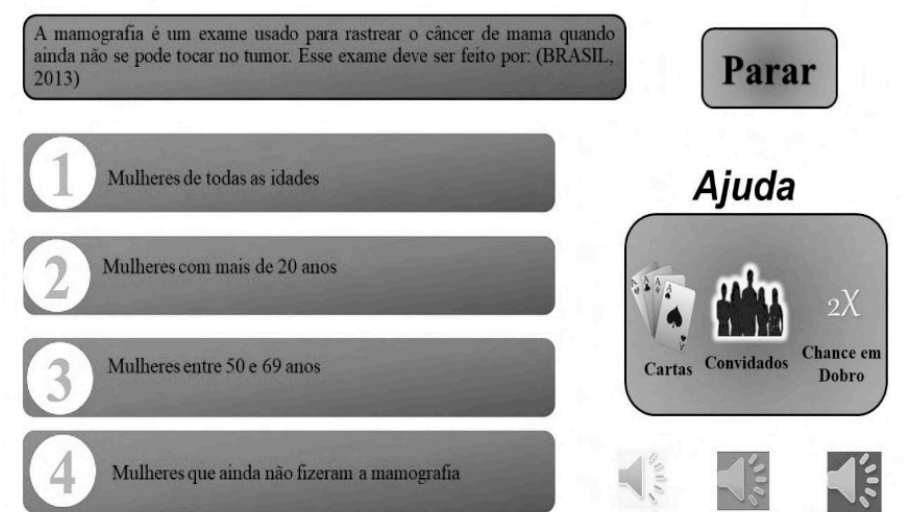 A mamografia é um exame usado para rastrear o câncer de mama quando
ainda não se pode tocar no tumor. Esse exame deve ser feito por: (BRASIL,
2013)
Parar
1
Mulheres de todas as idades
2
Mulheres com mais de 20 anos
3
Mulheres entre 50 e 69 anos
4
Mulheres que ainda não fizeram a mamografia
Ajuda
2X
Cartas
Convidados
Chance em
Dobro